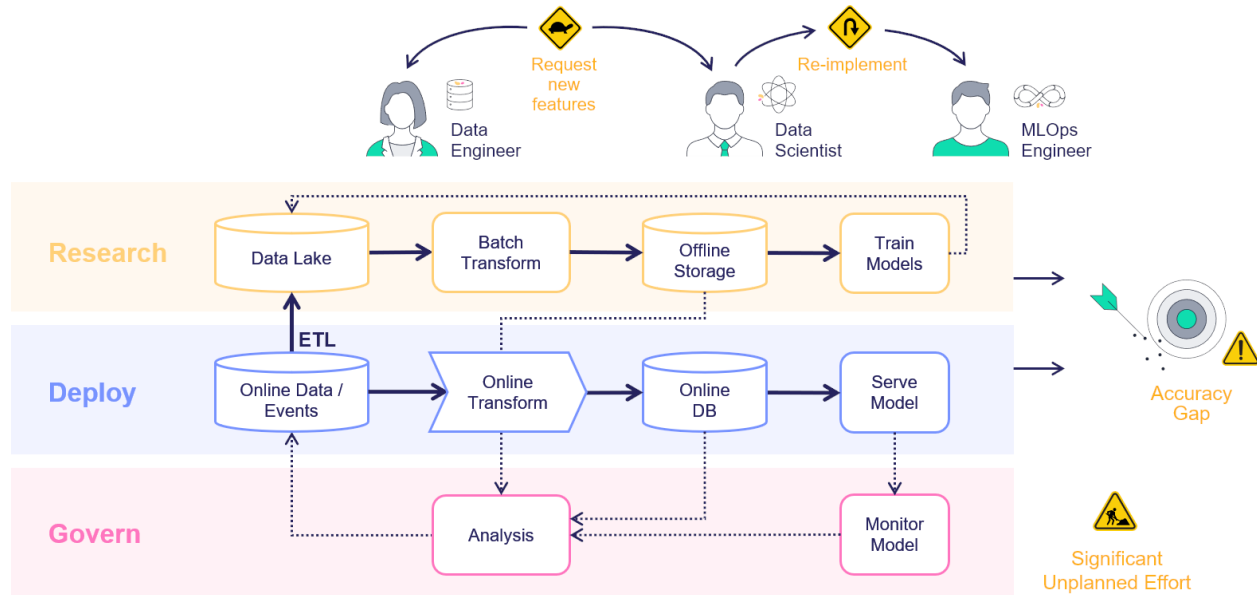 Request
new
features
Re-implement
Data
Engineer
Data
Scientist
MLOps
Engineer
Research
Data Lake
Batch
Transform
Offline
Storage
Train
Models
ETL
Deploy
Online Data /
Events
Online
Transform
Online
DB
Serve
Model
Accuracy
Gap
Govern
Analysis
Monitor
Model
Significant
Unplanned Effort